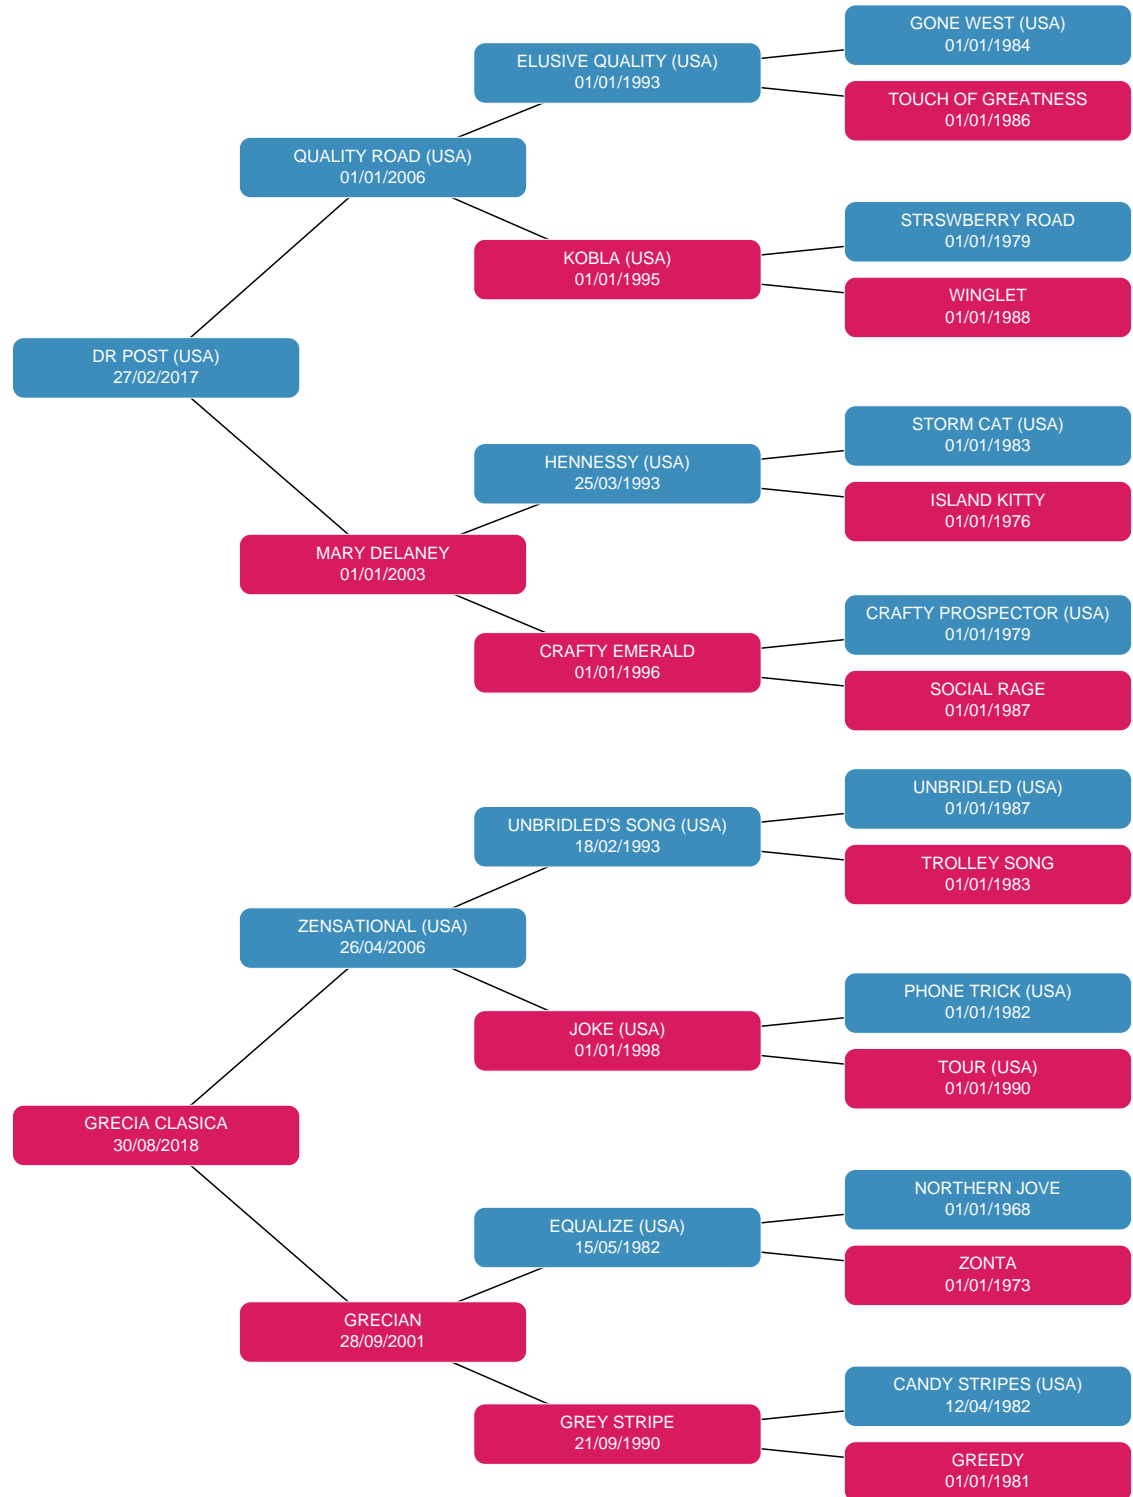 GONE WEST (USA)
01/01/1984
ELUSIVE QUALITY (USA)
01/01/1993
TOUCH OF GREATNESS
01/01/1986
QUALITY ROAD (USA)
01/01/2006
STRSWBERRY ROAD
01/01/1979
KOBLA (USA)
01/01/1995
WINGLET
01/01/1988
DR POST (USA)
27/02/2017
STORM CAT (USA)
01/01/1983
HENNESSY (USA)
25/03/1993
ISLAND KITTY
01/01/1976
MARY DELANEY
01/01/2003
CRAFTY PROSPECTOR (USA)
01/01/1979
CRAFTY EMERALD
01/01/1996
SOCIAL RAGE
01/01/1987
UNBRIDLED (USA)
01/01/1987
UNBRIDLED'S SONG (USA)
18/02/1993
TROLLEY SONG
01/01/1983
ZENSATIONAL (USA)
26/04/2006
PHONE TRICK (USA)
01/01/1982
JOKE (USA)
01/01/1998
TOUR (USA)
01/01/1990
GRECIA CLASICA
30/08/2018
NORTHERN JOVE
01/01/1968
EQUALIZE (USA)
15/05/1982
ZONTA
01/01/1973
GRECIAN
28/09/2001
CANDY STRIPES (USA)
12/04/1982
GREY STRIPE
21/09/1990
GREEDY
01/01/1981